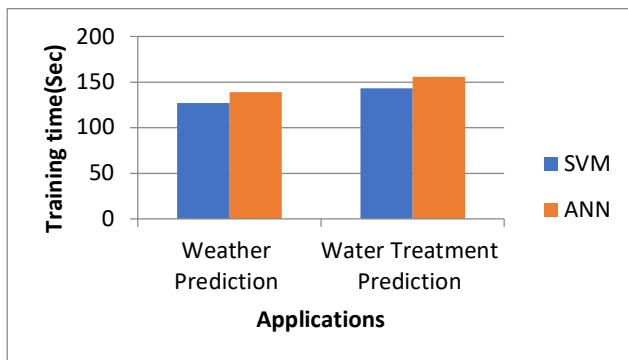 200
150
100
50
0
Training time(Sec)
Weather
Prediction
Water Treatment
Prediction
Applications
SVM
ANN